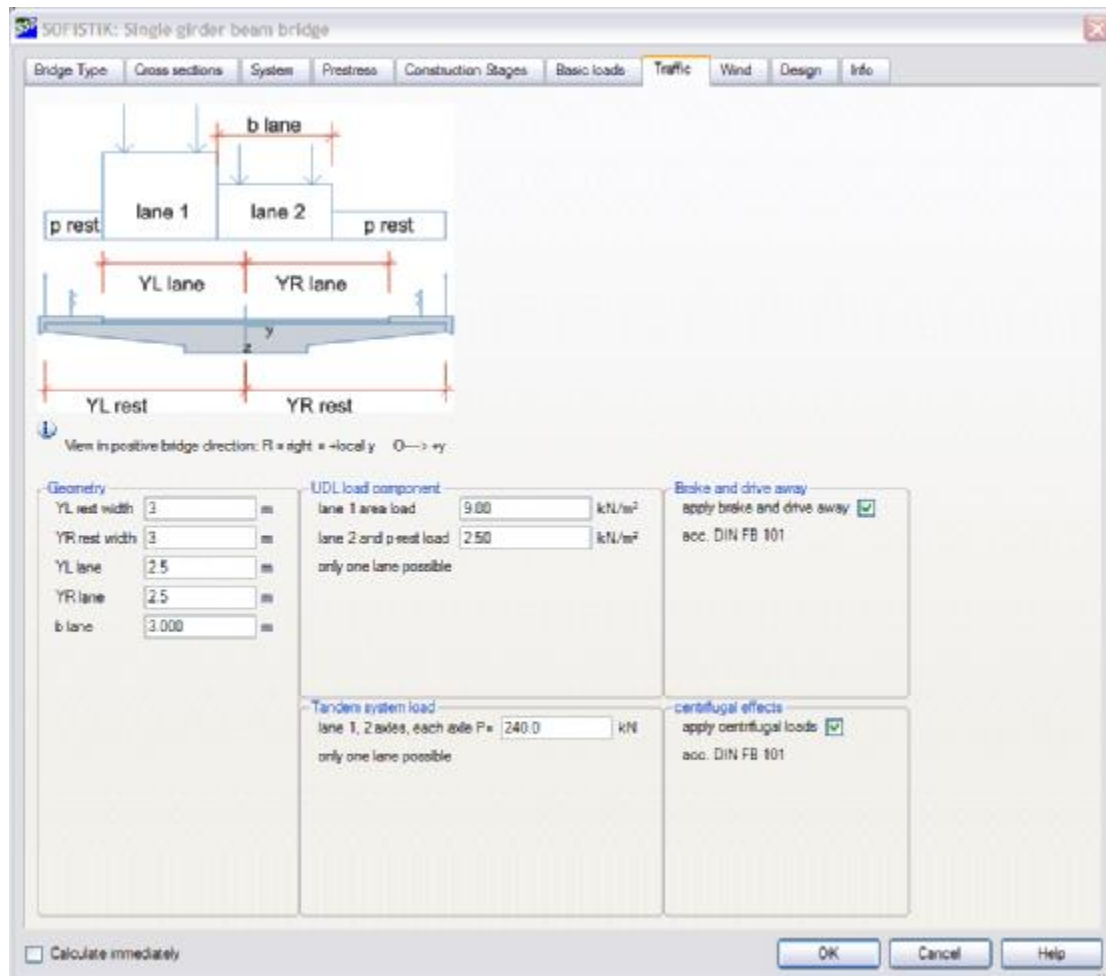 SOFISTIK: Single girder beam bridge
Bridge Type Cross sections System Prestress Construction Stages Basic loads Traffic Wind Design Info
b lane
lane 1 lane 2
p rest p rest
YL lane YR lane
y
z
YL rest YR rest
View in positive bridge direction: R = right = +local y O---> +y
Geometry
YL rest width 3 m
YR rest width 3 m
YL lane 2.5 m
YR lane 2.5 m
b lane 3.000 m
UDL load component
lane 1 area load 9.00 kN/m²
lane 2 and p-rest load 2.50 kN/m²
only one lane possible
Brake and drive away
apply brake and drive away
acc. DIN FB 101
Tandem system load
lane 1, 2 axles, each axle P= 240.0 kN
only one lane possible
centrifugal effects
apply centrifugal loads
acc. DIN FB 101
Calculate immediately OK Cancel Help